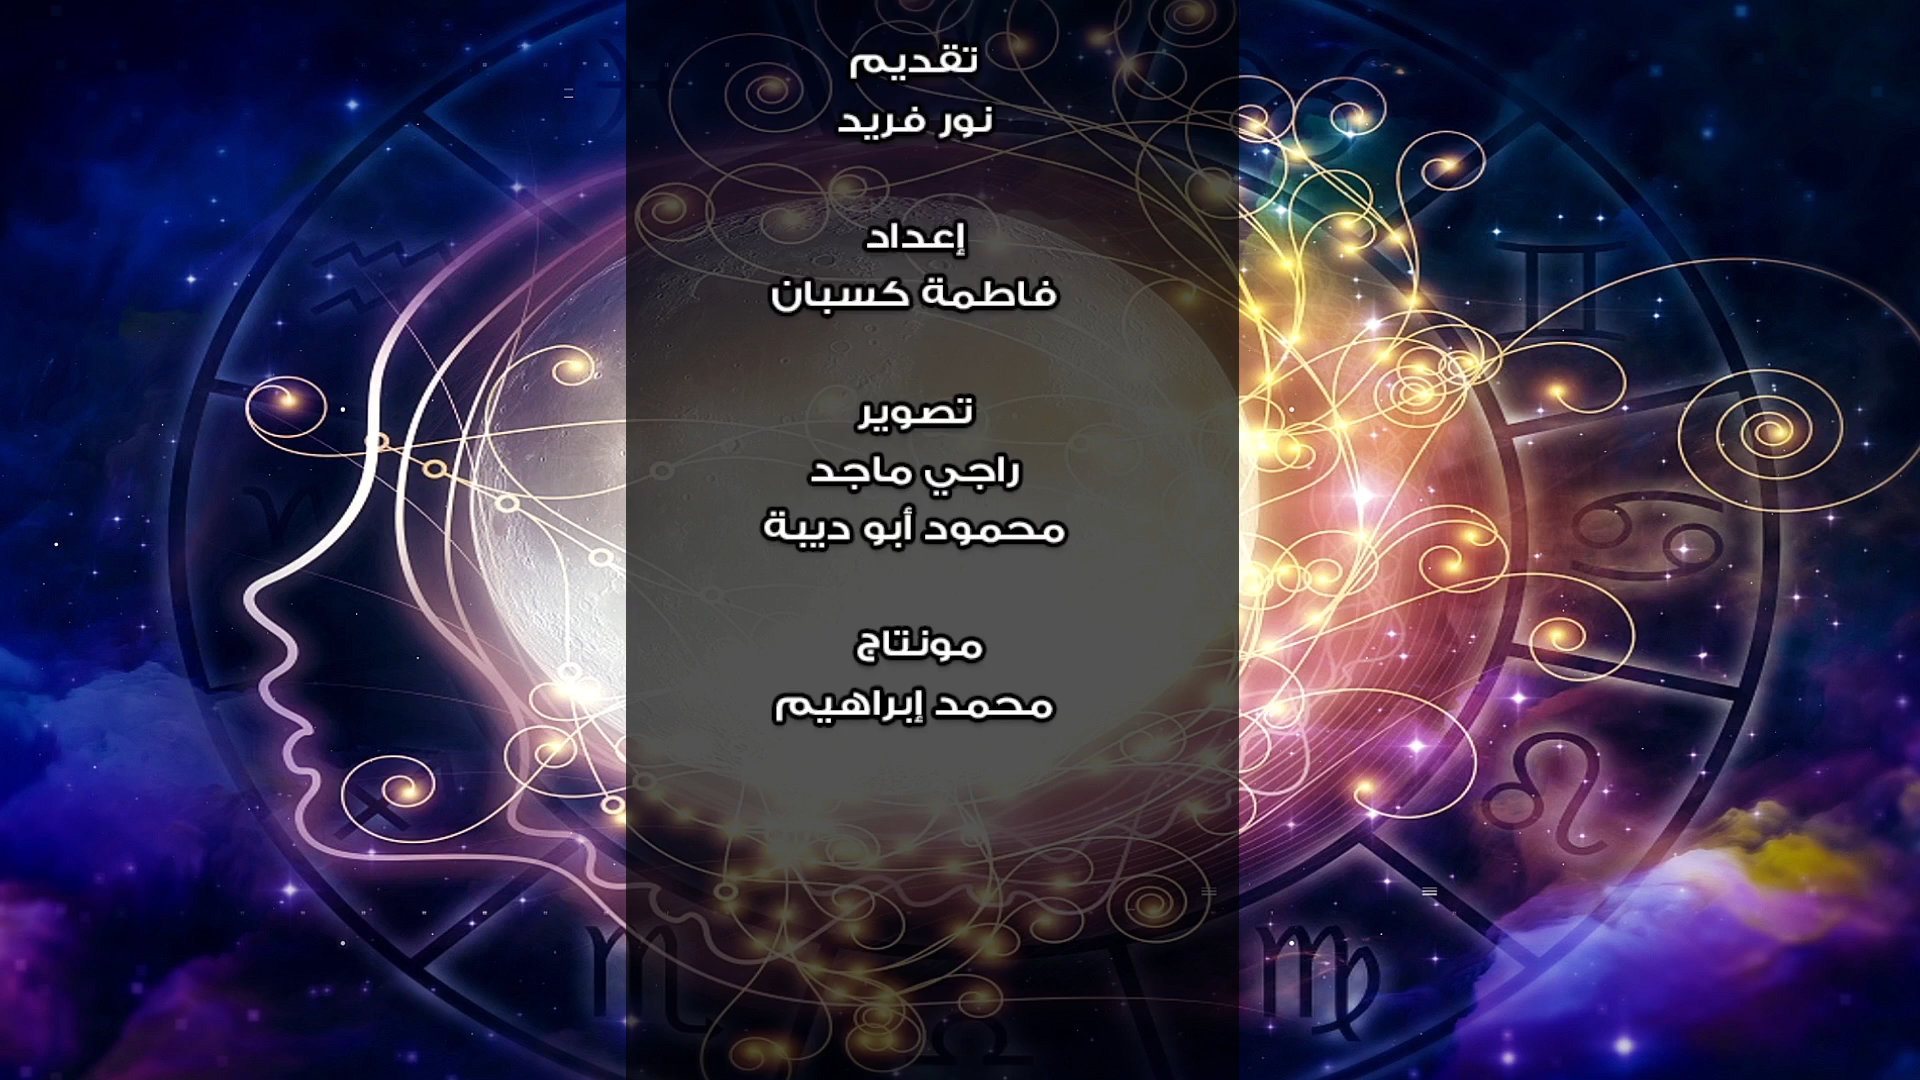 تقديم
نور فريد
إعداد
فاطمة كسبان
تصوير
راجي ماجد
محمود أبو ديبة
مونتاج
محمد إبراهيم